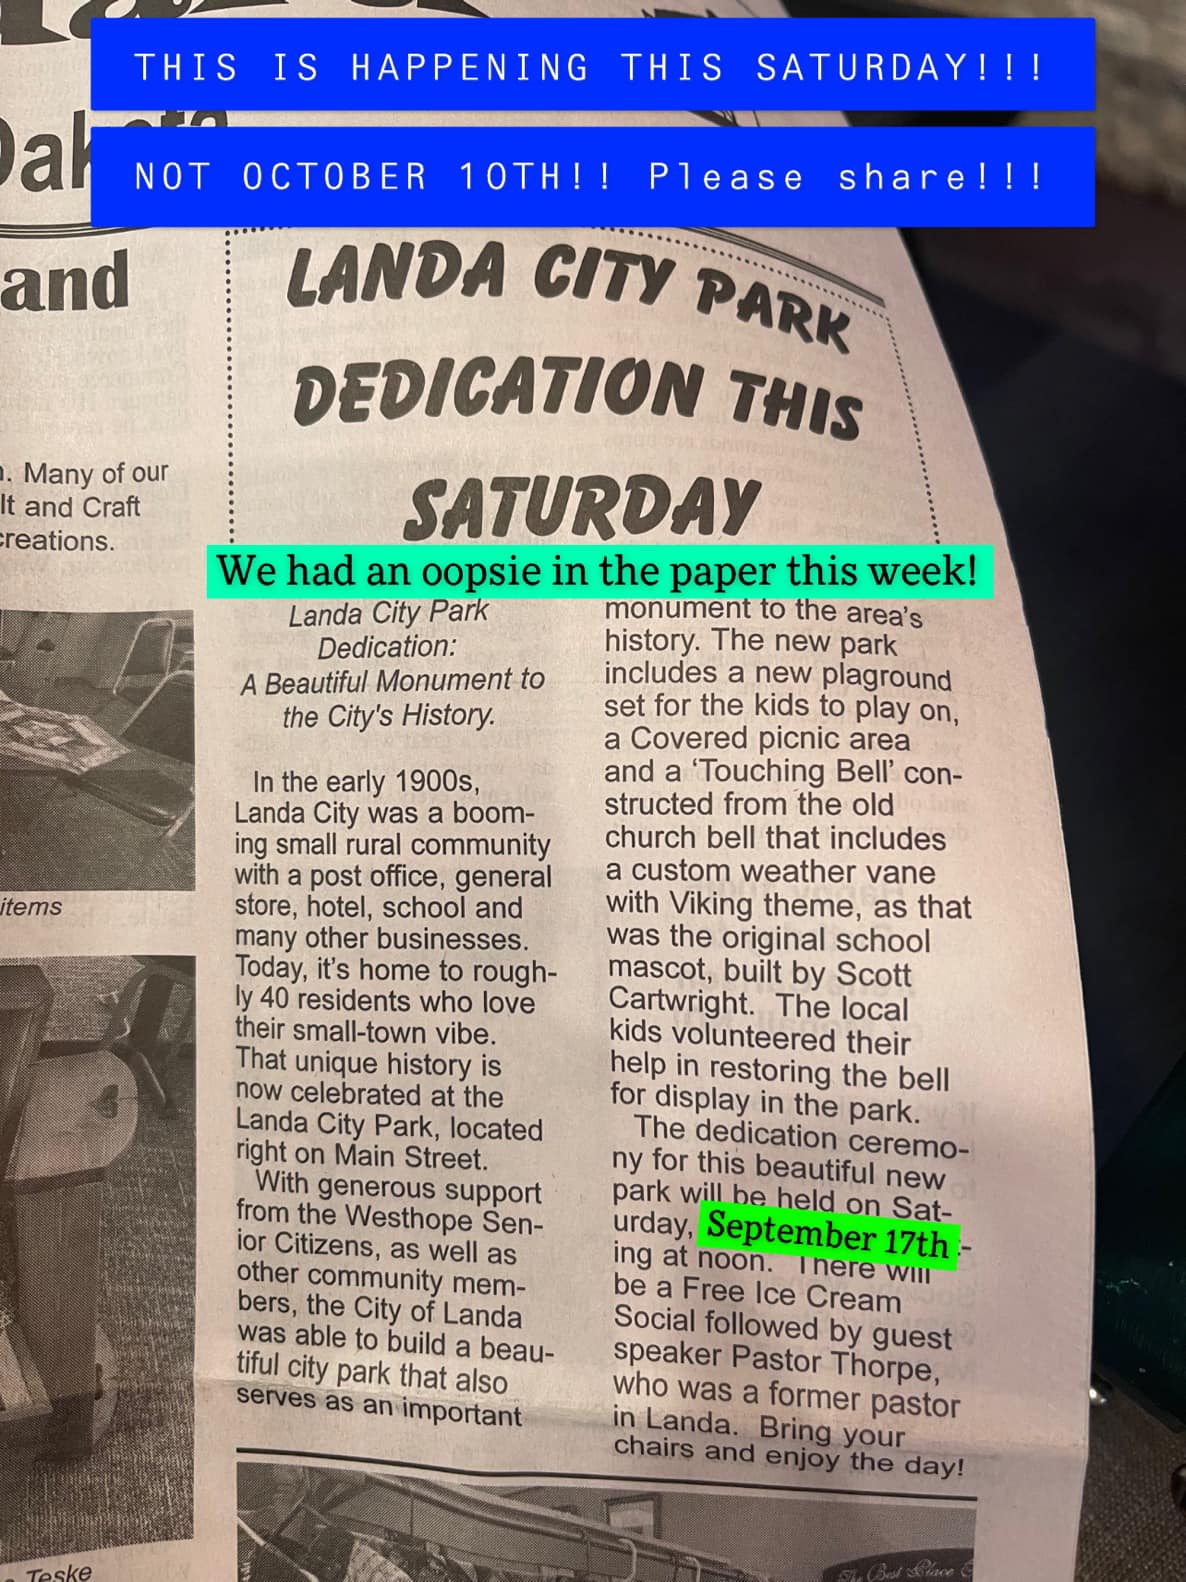 THIS IS HAPPENING THIS SATURDAY!!!
NOT OCTOBER 10TH!! Please share!!!
and
. Many of our
lt and Craft
creations.
items
Teske
LANDA CITY PARK
DEDICATION THIS
SATURDAY
We had an oopsie in the paper this week!
Landa City Park
Dedication:
A Beautiful Monument to
the City's History.
In the early 1900s,
Landa City was a boom-
ing small rural community
with a post office, general
store, hotel, school and
many other businesses.
Today, it's home to rough-
ly 40 residents who love
their small-town vibe.
That unique history is
now celebrated at the
Landa City Park, located
right on Main Street.
With generous support
from the Westhope Sen-
ior Citizens, as well as
other community mem-
bers, the City of Landa
was able to build a beau-
tiful city park that also
serves as an important
monument to the area's
history. The new park
includes a new plaground
set for the kids to play on,
a Covered picnic area
and a 'Touching Bell' con-
structed from the old
church bell that includes
a custom weather vane
with Viking theme, as that
was the original school
mascot, built by Scott
Cartwright. The local
kids volunteered their
help in restoring the bell
for display in the park.
The dedication ceremo-
ny for this beautiful new
park will be held on Sat-
urday, September 17th -
ing at noon. There will
be a Free Ice Cream
Social followed by guest
speaker Pastor Thorpe,
who was a former pastor
in Landa. Bring your
chairs and enjoy the day!
The Best Place